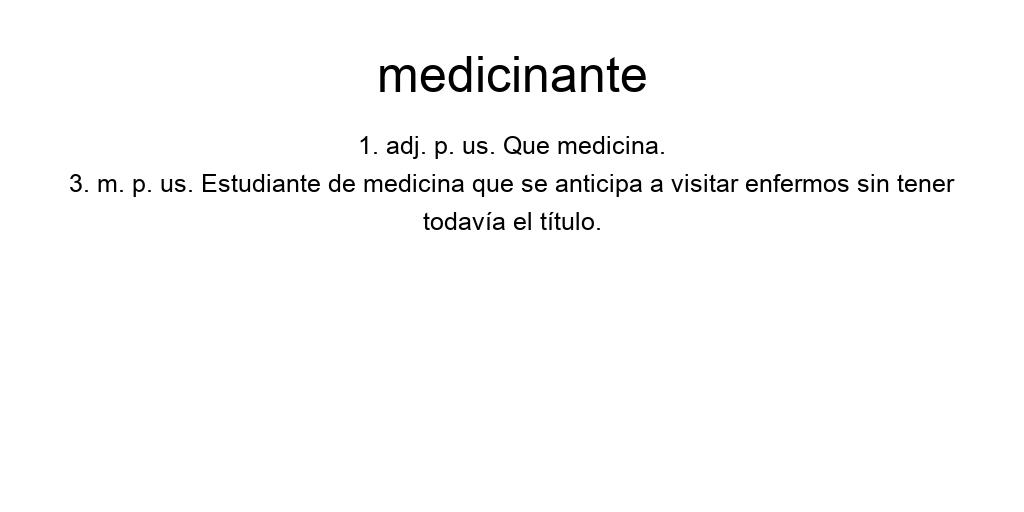 medicinante
1. adj. p. us. Que medicina.
3. m. p. us. Estudiante de medicina que se anticipa a visitar enfermos sin tener
todavía el título.